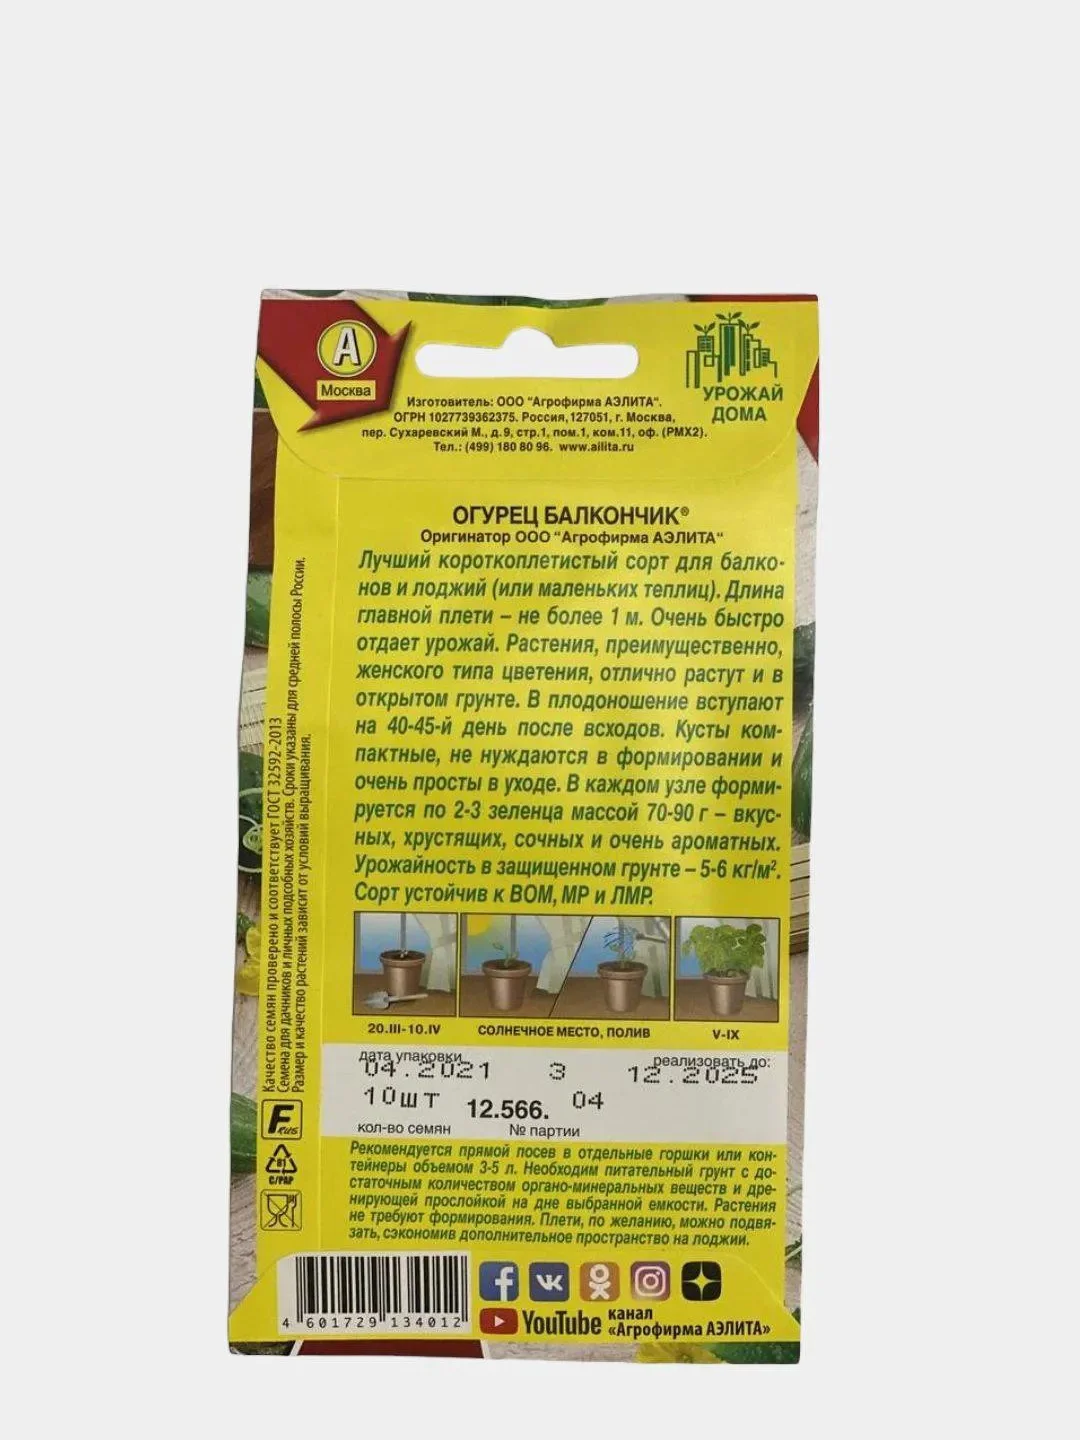 А
Москва
УРОЖАЙ
ДОМА
Изготовитель: ООО "Агрофирма АЭЛИТА".
ОГРН 1027739362375. Россия, 127051, г. Москва,
пер. Сухаревский М., д.9, стр.1, пом.1, ком.11, оф. (РМХ2).
Тел.: (499) 180 80 96. www.ailita.ru
ОГУРЕЦ БАЛКОНЧИК®
Оригинатор ООО "Агрофирма АЭЛИТА"
Лучший короткоплетистый сорт для балко-
нов и лоджий (или маленьких теплиц). Длина
главной плети – не более 1 м. Очень быстро
отдает урожай. Растения, преимущественно,
женского типа цветения, отлично растут и в
открытом грунте. В плодоношение вступают
на 40-45-й день после всходов. Кусты ком-
пактные, не нуждаются в формировании и
очень просты в уходе. В каждом узле форми-
руется по 2-3 зеленца массой 70-90 г – вкус-
ных, хрустящих, сочных и очень ароматных.
Урожайность в защищенном грунте – 5-6 кг/м².
Сорт устойчив к ВОМ, МР и ЛМР.
20.III-10.IV
СОЛНЕЧНОЕ МЕСТО, ПОЛИВ
V-IX
дата упаковки
реализовать до:
04.2021 3 12.2025
10шт 12.566. 04
кол-во семян № партии
Рекомендуется прямой посев в отдельные горшки или кон-
тейнеры объемом 3-5 л. Необходим питательный грунт с до-
статочным количеством органо-минеральных веществ и дре-
нирующей прослойкой на дне выбранной емкости. Растения
не требуют формирования. Плети, по желанию, можно подвя-
зать, сэкономив дополнительное пространство на лоджии.
Качество семян проверено и соответствует ГОСТ 32592-2013
Семена для дачников и личных подсобных хозяйств. Сроки указаны для средней полосы России.
Размер и качество растений зависит от условий выращивания.
F RUS
81
C/PAP
4 601729 134012
YouTube канал
«Агрофирма АЭЛИТА»